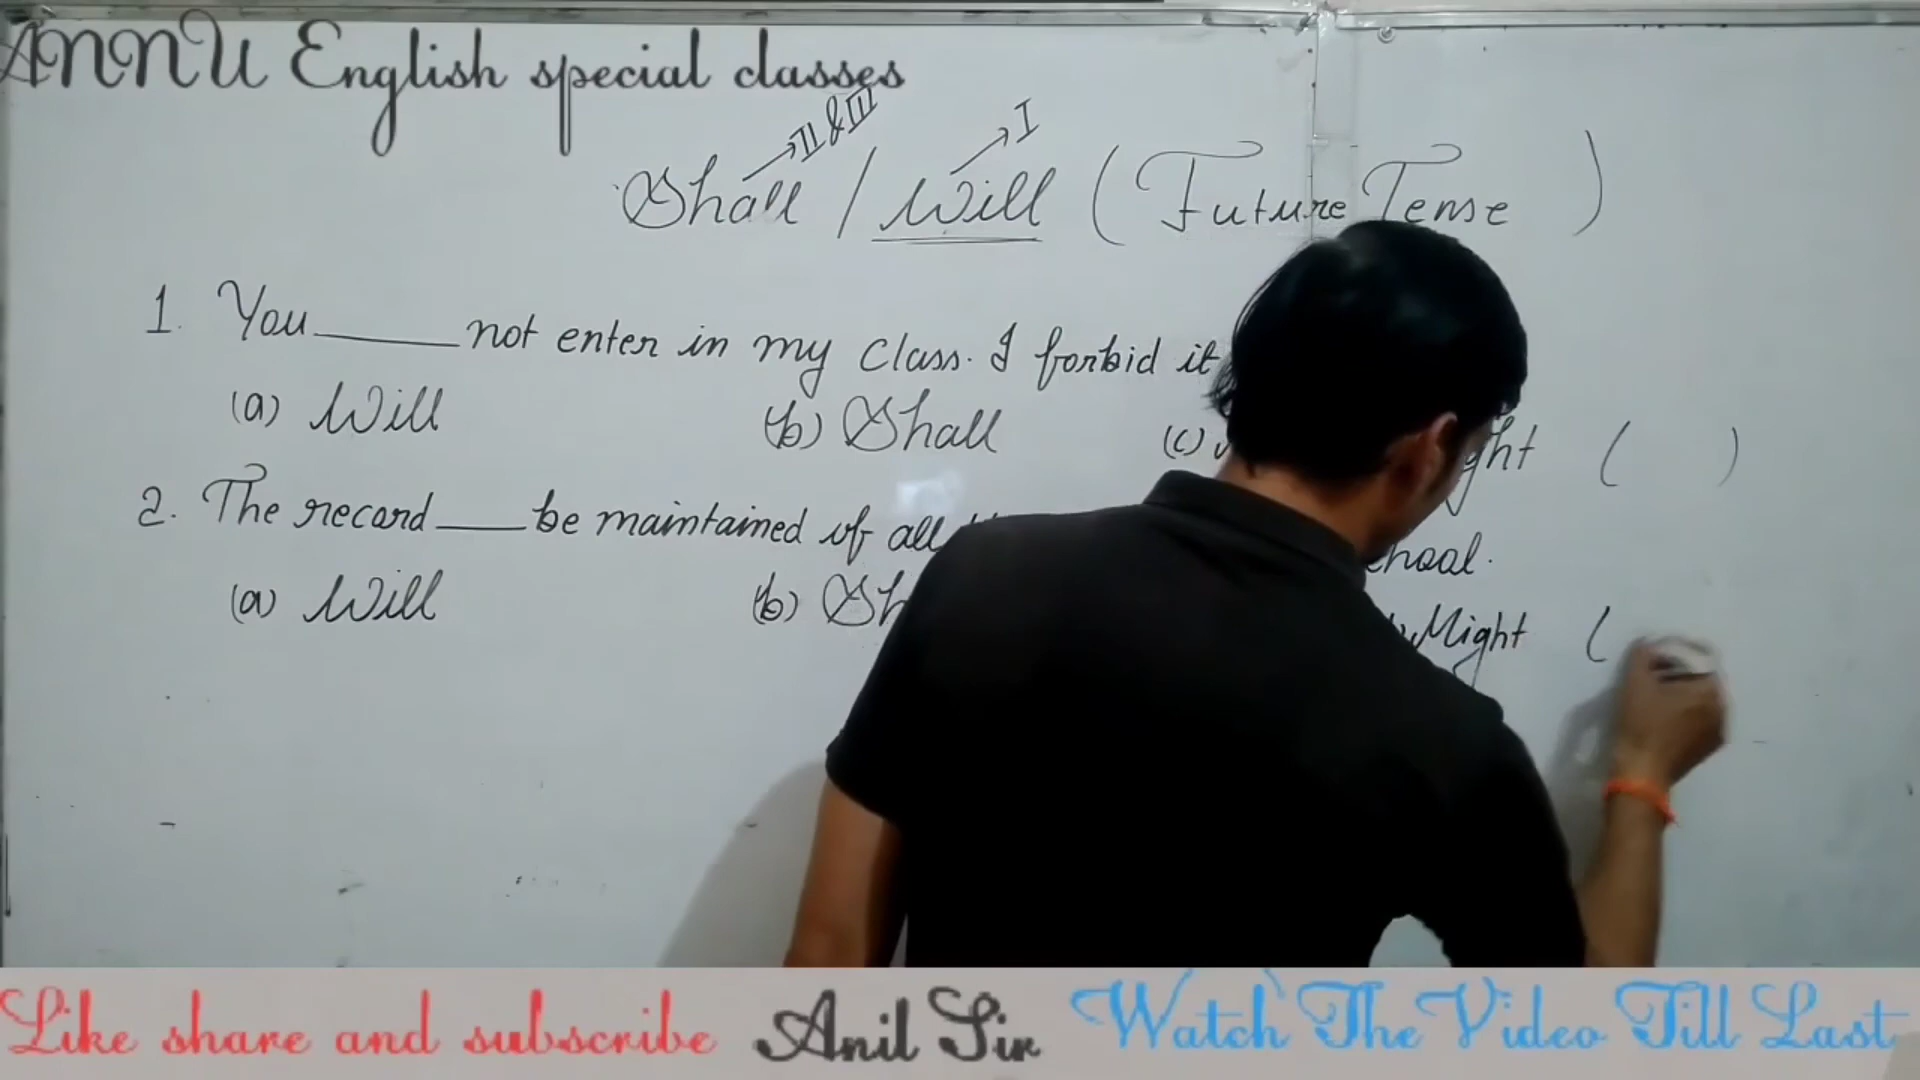 ANNU English special classes
II & III
I
Shall / Will (Future Tense )
1. You ____ not enter in my class. I forbid it
(a) Will (b) Shall (c) ( )
2. The record ____ be maintained of all
(a) Will (b) Might (
Like share and subscribe Anil Sir Watch The Video Till Last